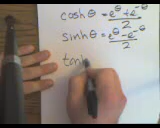 coshθ = e^θ + e^-θ / 2
sinhθ = e^θ - e^-θ / 2
tanh